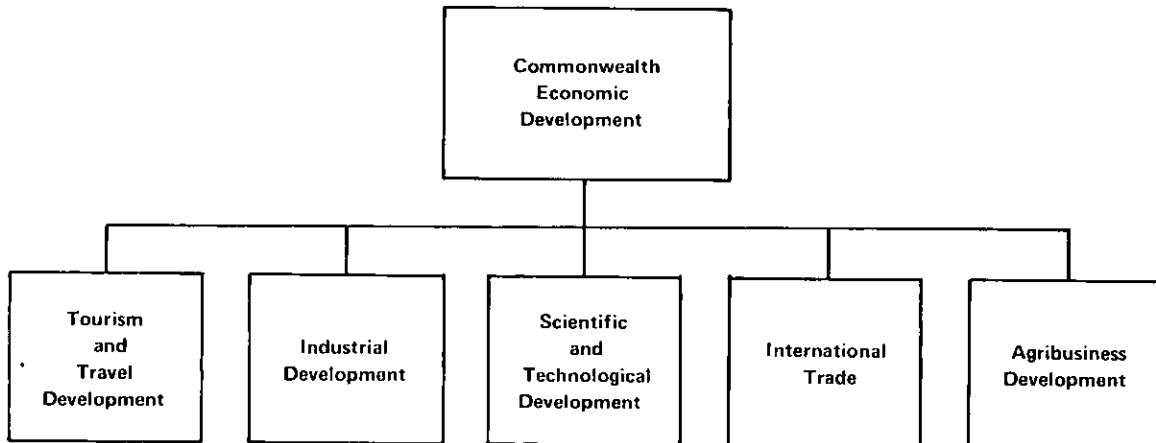 Commonwealth
Economic
Development
Tourism
and
Travel
Development
Industrial
Development
Scientific
and
Technological
Development
International
Trade
Agribusiness
Development